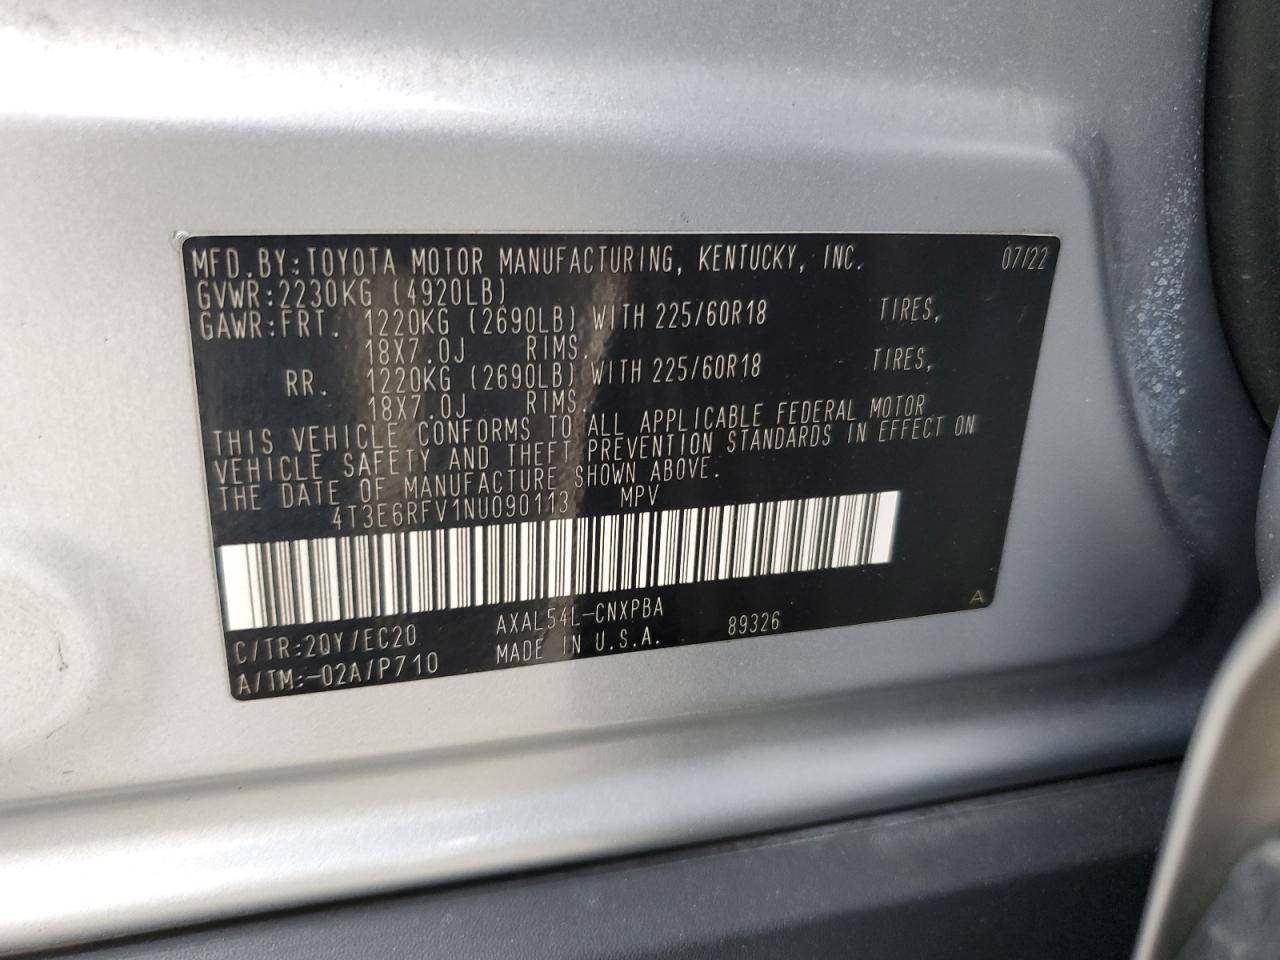 MFD.BY:TOYOTA MOTOR MANUFACTURING, KENTUCKY, INC. 07/22
GVWR:2230KG (4920LB)
GAWR:FRT. 1220KG (2690LB) WITH 225/60R18 TIRES,
18X7.0J RIMS.
RR. 1220KG (2690LB) WITH 225/60R18 TIRES,
18X7.0J RIMS.
THIS VEHICLE CONFORMS TO ALL APPLICABLE FEDERAL MOTOR
VEHICLE SAFETY AND THEFT PREVENTION STANDARDS IN EFFECT ON
THE DATE OF MANUFACTURE SHOWN ABOVE.
4T3E6RFV1NU090113 MPV
C/TR:2QY/EC20 AXAL54L-CNXPBA A
A/TM:-02A/P710 MADE IN U.S.A. 89326